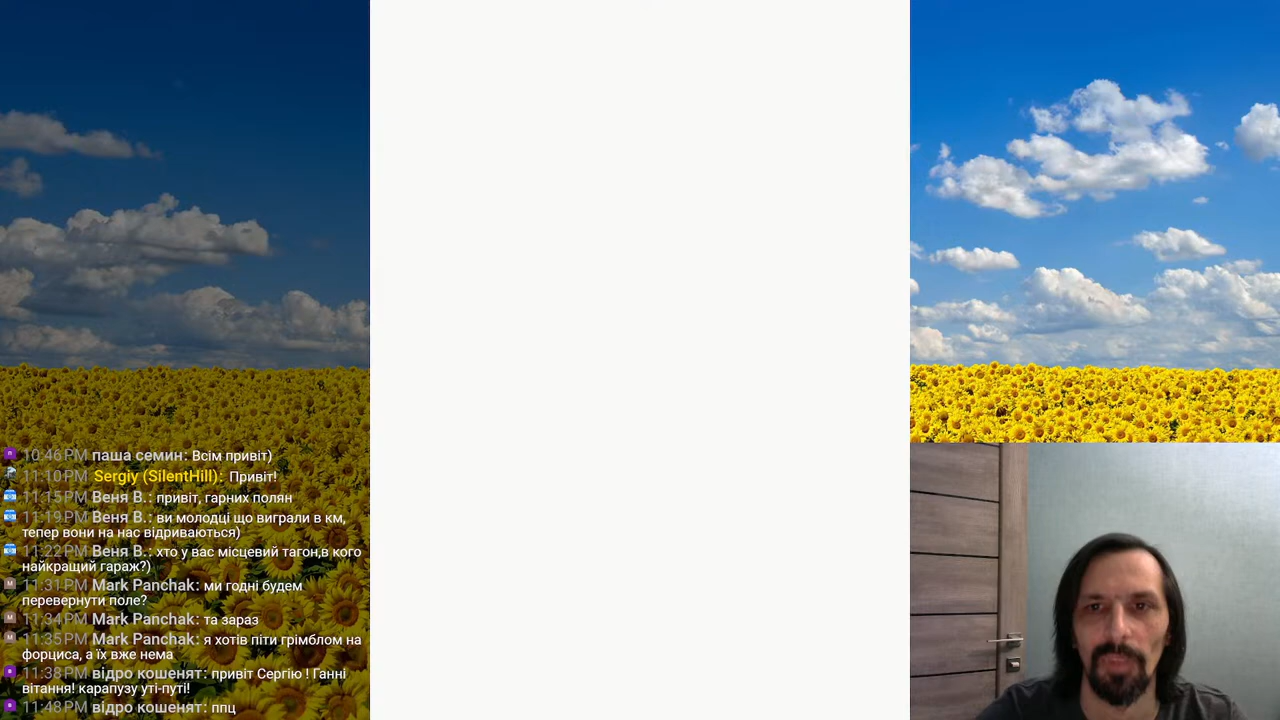 10:46 PM паша семин: Всім привіт)
11:10 PM Sergiy (SilentHill): Привіт!
11:15 PM Веня В.: привіт, гарних полян
11:19 PM Веня В.: ви молодці що виграли в км,
тепер вони на нас відриваються)
11:22 PM Веня В.: хто у вас місцевий тагон,в кого
найкращий гараж?)
11:31 PM Mark Panchak: ми годні будем
перевернути поле?
11:34 PM Mark Panchak: та зараз
11:35 PM Mark Panchak: я хотів піти грімблом на
форциса, а їх вже нема
11:38 PM відро кошенят: привіт Сергію ! Ганні
вітання! карапузу уті-путі!
11:48 PM відро кошенят: ппц